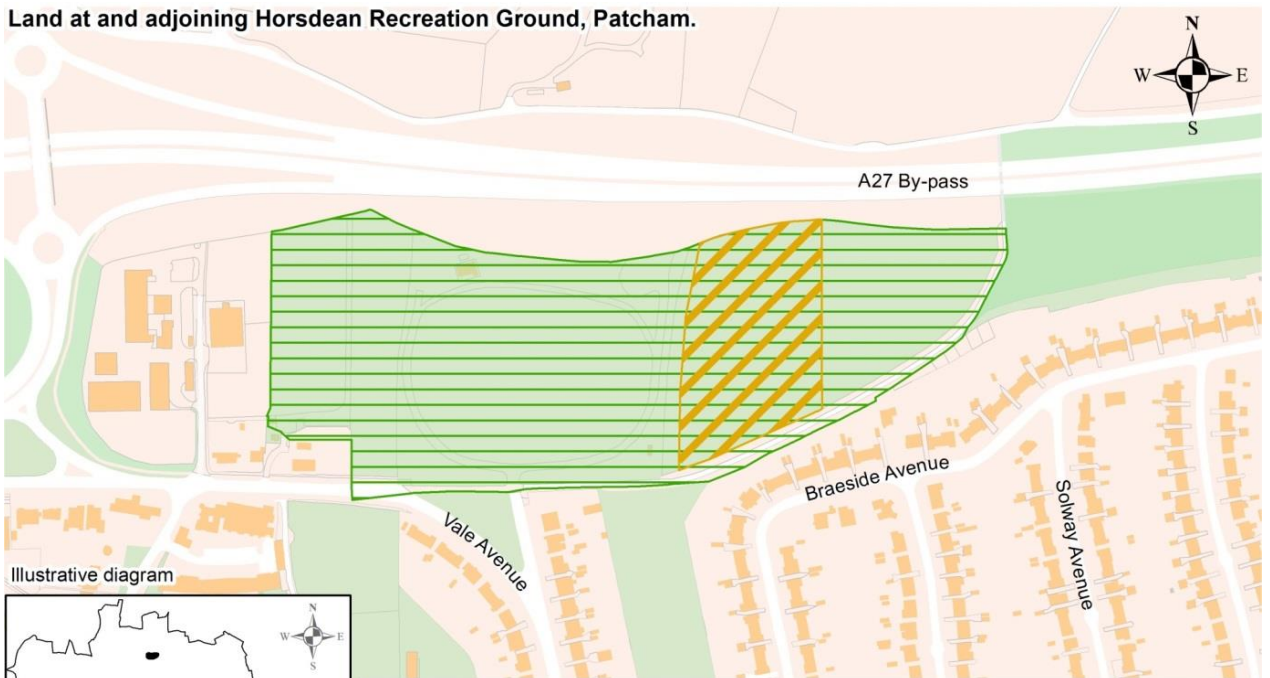 Land at and adjoining Horsdean Recreation Ground, Patcham.
N
W E
S
A27 By-pass
Braeside Avenue
Vale Avenue
Solway Avenue
Illustrative diagram
N
W E
S